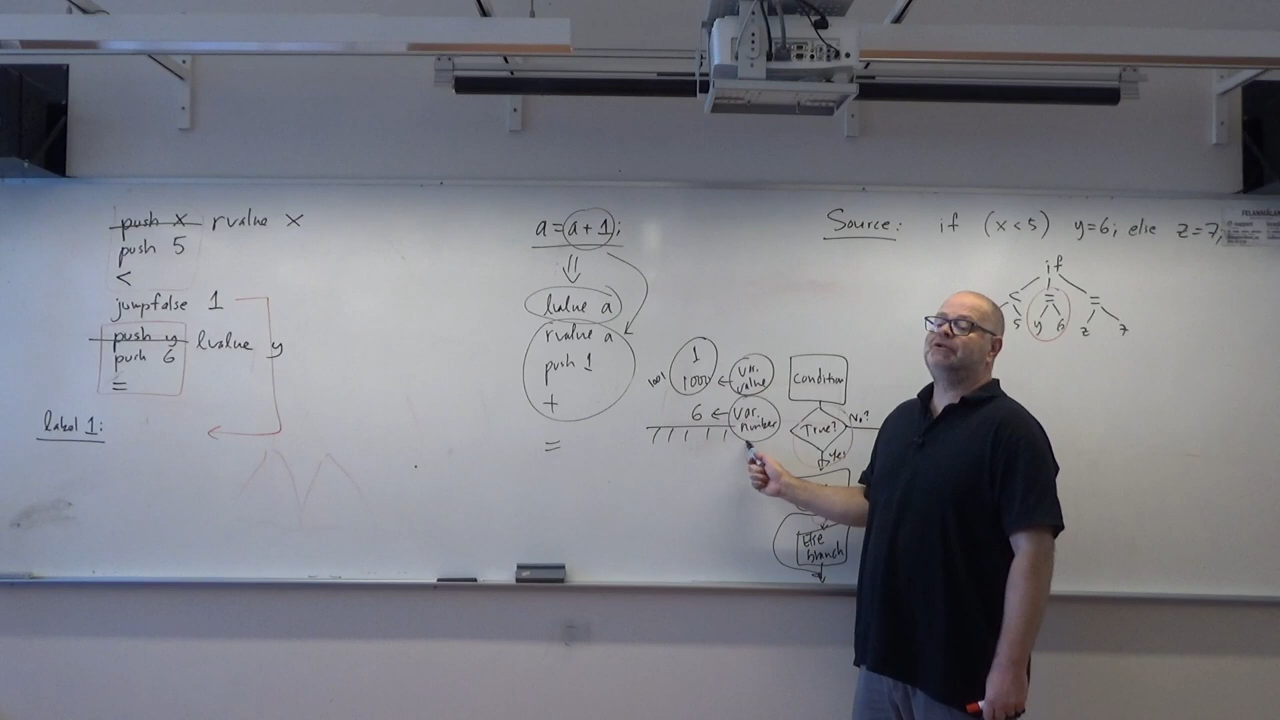 push x rvalue x
push 5
<
jumpfalse 1
push y lvalue y
push 6
=
label 1:
a = a + 1;
lvalue a
rvalue a
push 1
+
=
1
1001 1000 ← var. value
6 ← var. number
Condition
True? No?
Yes
Else branch
Source: if (x<5) y=6; else z=7;
if
< = =
5 y 6 z 7
FELANMÄLAN